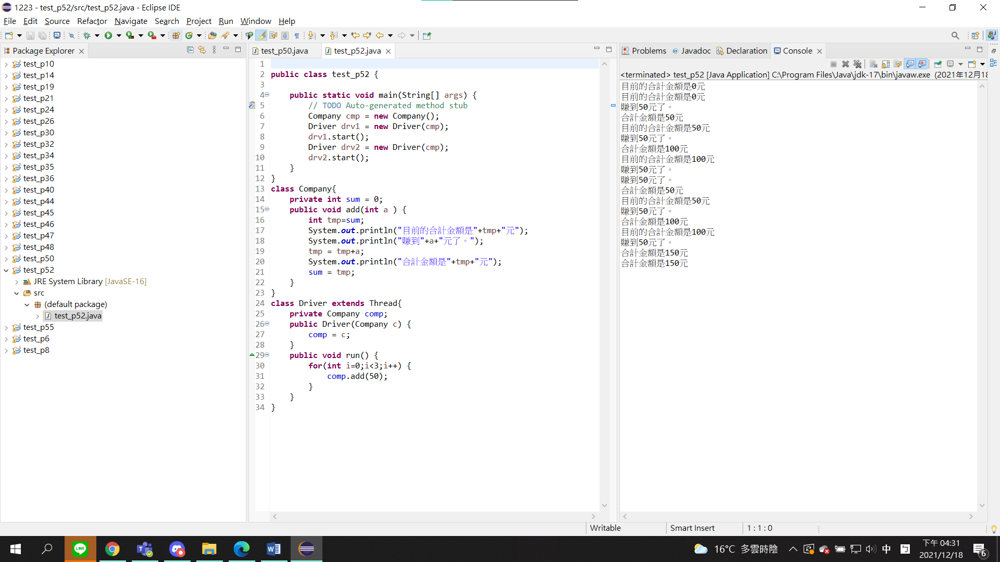 1223 - test_p52/src/test_p52.java - Eclipse IDE
File Edit Source Refactor Navigate Search Project Run Window Help
Package Explorer
test_p10
test_p14
test_p19
test_p21
test_p24
test_p26
test_p30
test_p32
test_p34
test_p35
test_p36
test_p40
test_p44
test_p45
test_p46
test_p47
test_p48
test_p50
test_p52
JRE System Library [JavaSE-16]
src
(default package)
test_p52.java
test_p55
test_p6
test_p8
test_p50.java test_p52.java
1
2 public class test_p52 {
3
4 public static void main(String[] args) {
5 // TODO Auto-generated method stub
6 Company cmp = new Company();
7 Driver drv1 = new Driver(cmp);
8 drv1.start();
9 Driver drv2 = new Driver(cmp);
10 drv2.start();
11 }
12 }
13 class Company{
14 private int sum = 0;
15 public void add(int a ) {
16 int tmp=sum;
17 System.out.println("目前的合計金額是"+tmp+"元");
18 System.out.println("賺到"+a+"元了。");
19 tmp = tmp+a;
20 System.out.println("合計金額是"+tmp+"元");
21 sum = tmp;
22 }
23 }
24 class Driver extends Thread{
25 private Company comp;
26 public Driver(Company c) {
27 comp = c;
28 }
29 public void run() {
30 for(int i=0;i<3;i++) {
31 comp.add(50);
32 }
33 }
34 }
Problems Javadoc Declaration Console
<terminated> test_p52 [Java Application] C:\Program Files\Java\jdk-17\bin\javaw.exe (2021年12月18
目前的合計金額是0元
目前的合計金額是0元
賺到50元了。
合計金額是50元
目前的合計金額是50元
賺到50元了。
合計金額是100元
目前的合計金額是100元
賺到50元了。
賺到50元了。
合計金額是50元
目前的合計金額是50元
賺到50元了。
合計金額是100元
目前的合計金額是100元
賺到50元了。
合計金額是150元
合計金額是150元
Writable Smart Insert 1 : 1 : 0
LINE
16°C 多雲時陰
中
下午 04:31
2021/12/18
6